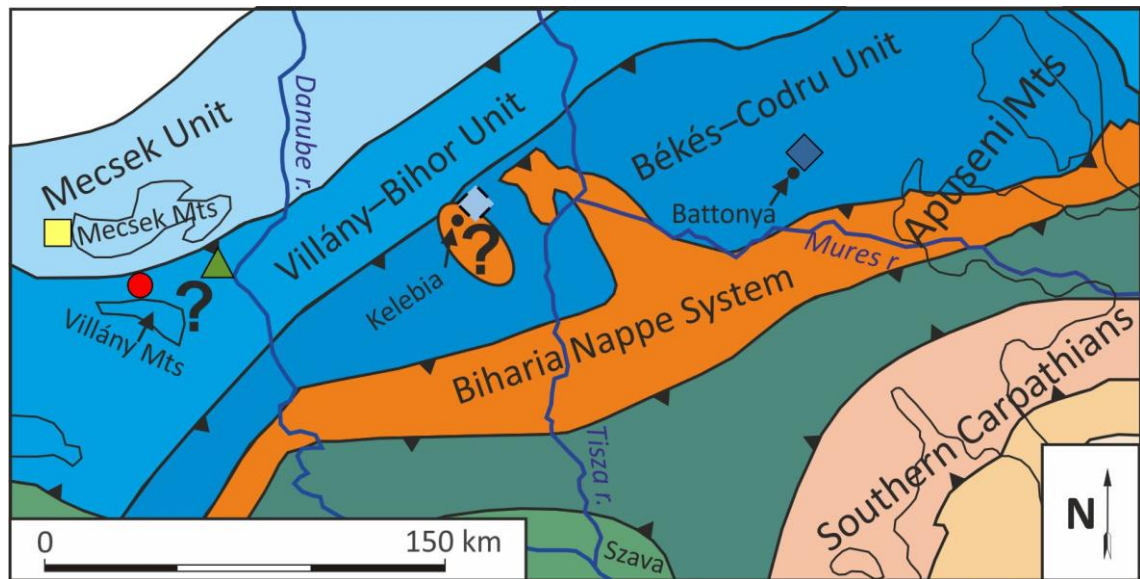 Mecsek Unit
Mecsek Mts
Danube r.
Villány–Bihor Unit
Békés–Codru Unit
Apuseni Mts
Battonya
Mures r.
Kelebia
?
?
Villány Mts
Biharia Nappe System
Tisza r.
Southern Carpathians
Szava
0
150 km
N